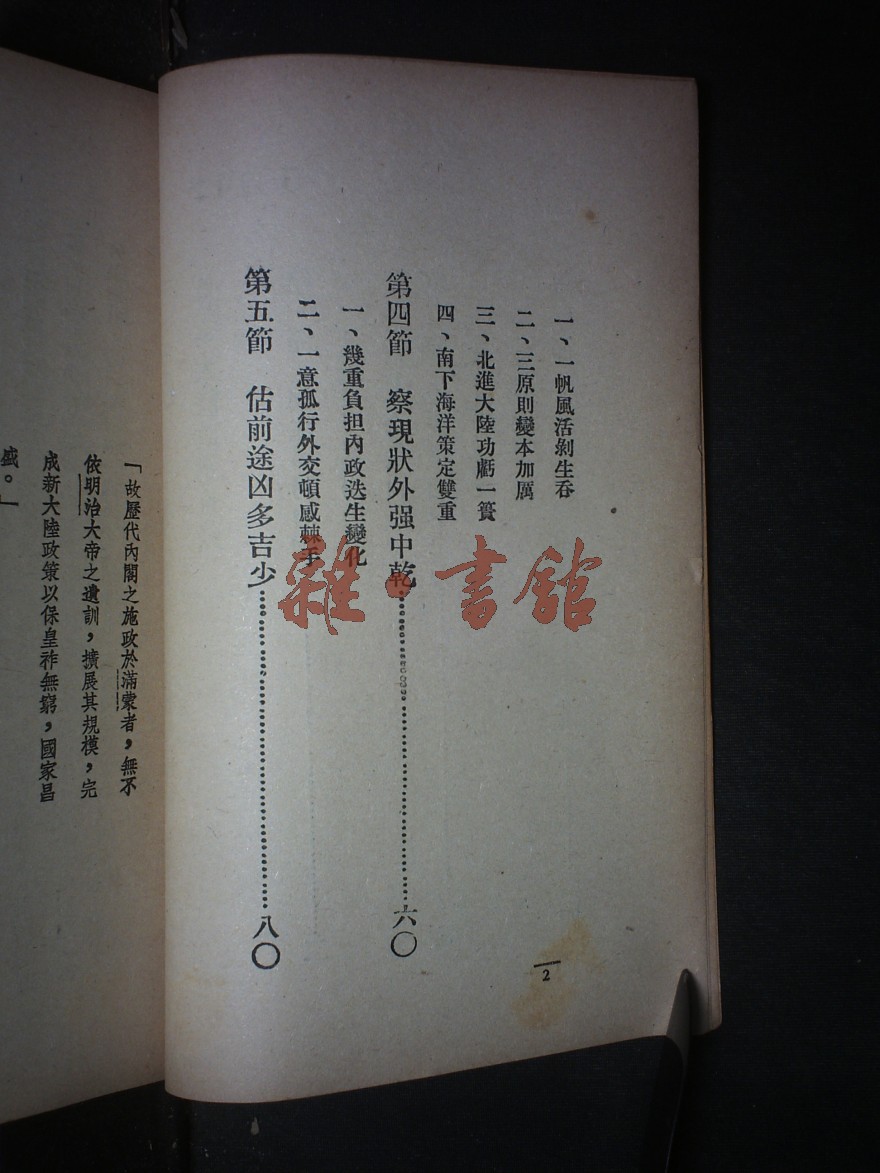 一、一帆風活剝生吞
二、三原則變本加厲
三、北進大陸功虧一簣
四、南下海洋策定雙重
第四節　察現狀外强中乾……六〇
一、幾重負担內政迭生變化
二、一意孤行外交頓感棘手
第五節　估前途凶多吉少……八〇
2
「故歷代內閣之施政於滿蒙者，無不
依明治大帝之遺訓，擴展其規模，完
成新大陸政策以保皇祚無窮，國家昌
盛。」
雜·書館